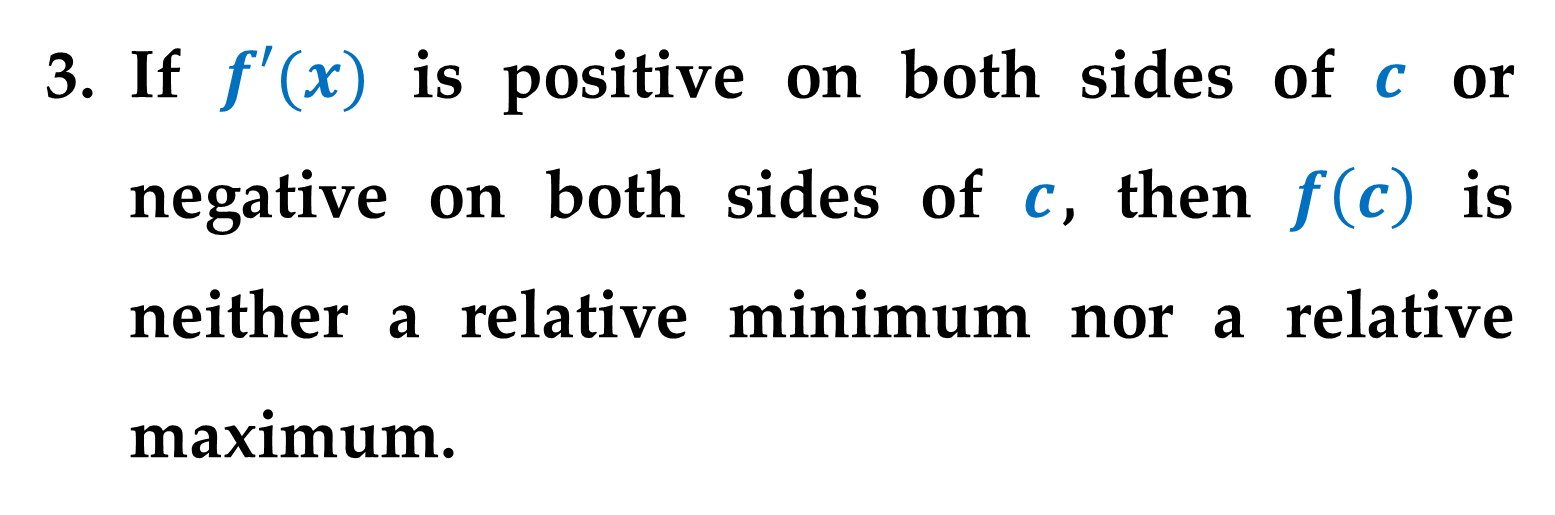 3. If f′(x) is positive on both sides of c or
negative on both sides of c, then f(c) is
neither a relative minimum nor a relative
maximum.